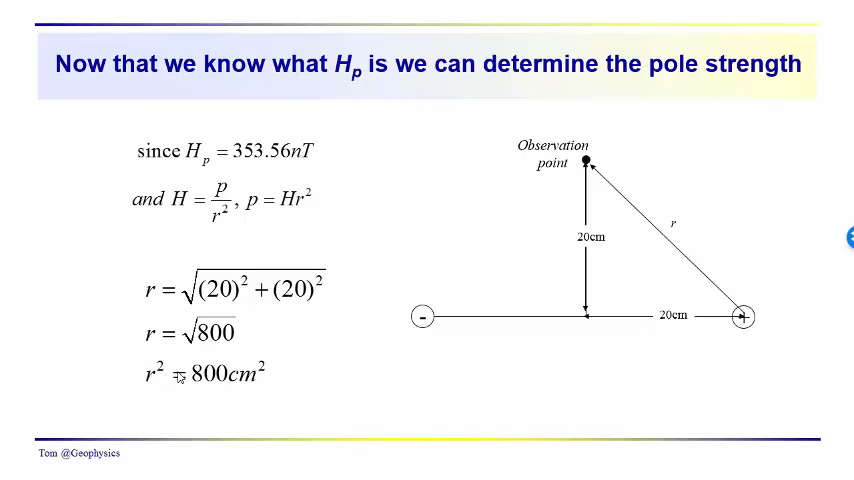 Now that we know what Hₚ is we can determine the pole strength
since Hₚ = 353.56nT
and H = p/r², p = Hr²
r = √((20)² + (20)²)
r = √800
r² = 800cm²
Observation
point
20cm
r
-
20cm
+
Tom @Geophysics